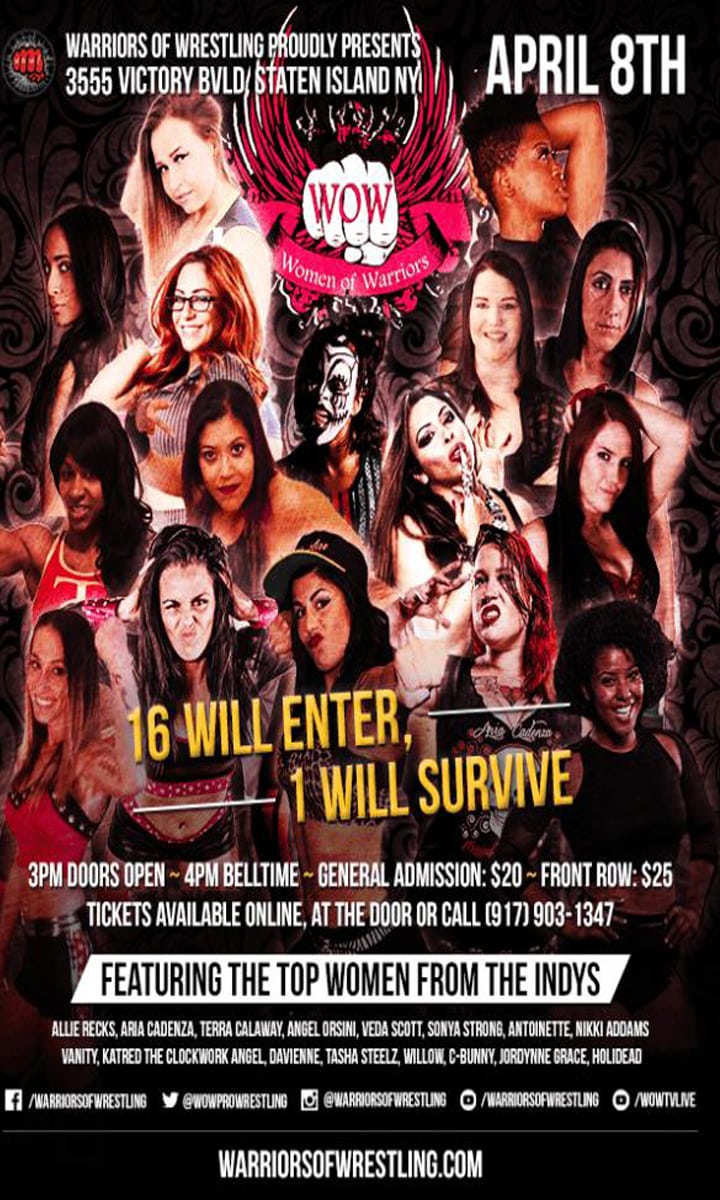 WARRIORS OF WRESTLING PROUDLY PRESENTS
3555 VICTORY BVLD, STATEN ISLAND NY
APRIL 8TH
WOW
Women of Warriors
16 WILL ENTER,
Aria Cadenza
1 WILL SURVIVE
3PM DOORS OPEN ~ 4PM BELLTIME ~ GENERAL ADMISSION: $20 ~ FRONT ROW: $25
TICKETS AVAILABLE ONLINE, AT THE DOOR OR CALL (917) 903-1347
FEATURING THE TOP WOMEN FROM THE INDYS
ALLIE RECKS, ARIA CADENZA, TERRA CALAWAY, ANGEL ORSINI, VEDA SCOTT, SONYA STRONG, ANTOINETTE, NIKKI ADDAMS
VANITY, KATRED THE CLOCKWORK ANGEL, DAVIENNE, TASHA STEELZ, WILLOW, C-BUNNY, JORDYNNE GRACE, HOLIDEAD
/WARRIORSOFWRESTLING @WOWPROWRESTLING @WARRIORSOFWRESTLING /WARRIORSOFWRESTLING /WOWTVLIVE
WARRIORSOFWRESTLING.COM